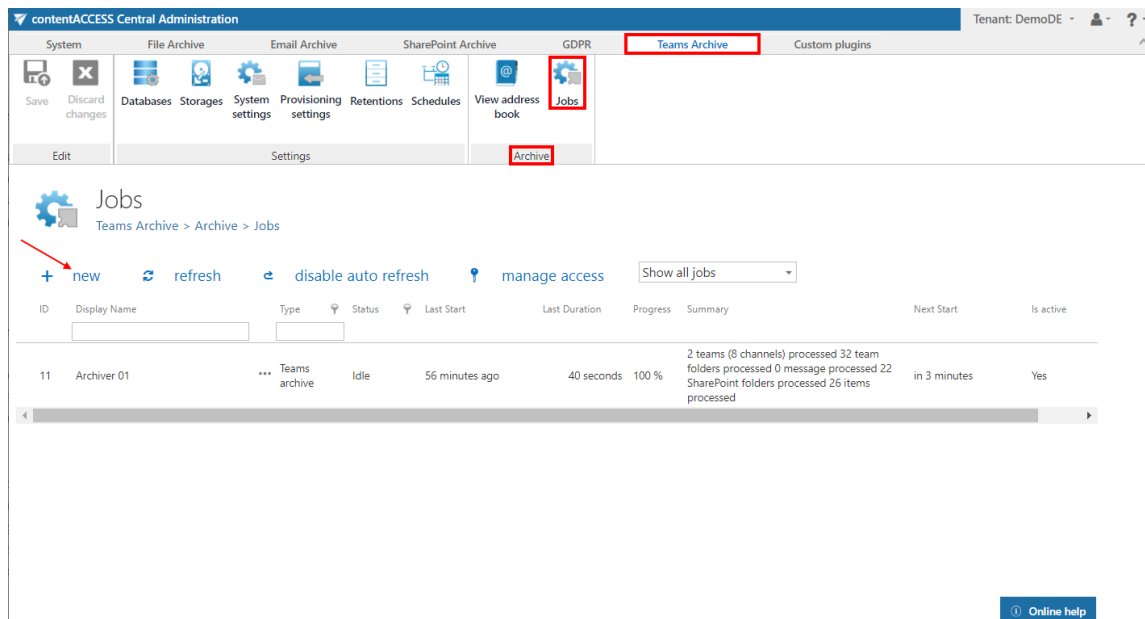 contentACCESS Central Administration
Tenant: DemoDE
?
System
File Archive
Email Archive
SharePoint Archive
GDPR
Teams Archive
Custom plugins
Save
Discard changes
Databases
Storages
System settings
Provisioning settings
Retentions
Schedules
View address book
Jobs
Edit
Settings
Archive
Jobs
Teams Archive > Archive > Jobs
+ new
refresh
disable auto refresh
manage access
Show all jobs
ID
Display Name
Type
Status
Last Start
Last Duration
Progress
Summary
Next Start
Is active
11
Archiver 01
•••
Teams archive
Idle
56 minutes ago
40 seconds
100 %
2 teams (8 channels) processed 32 team
folders processed 0 message processed 22
SharePoint folders processed 26 items
processed
in 3 minutes
Yes
Online help